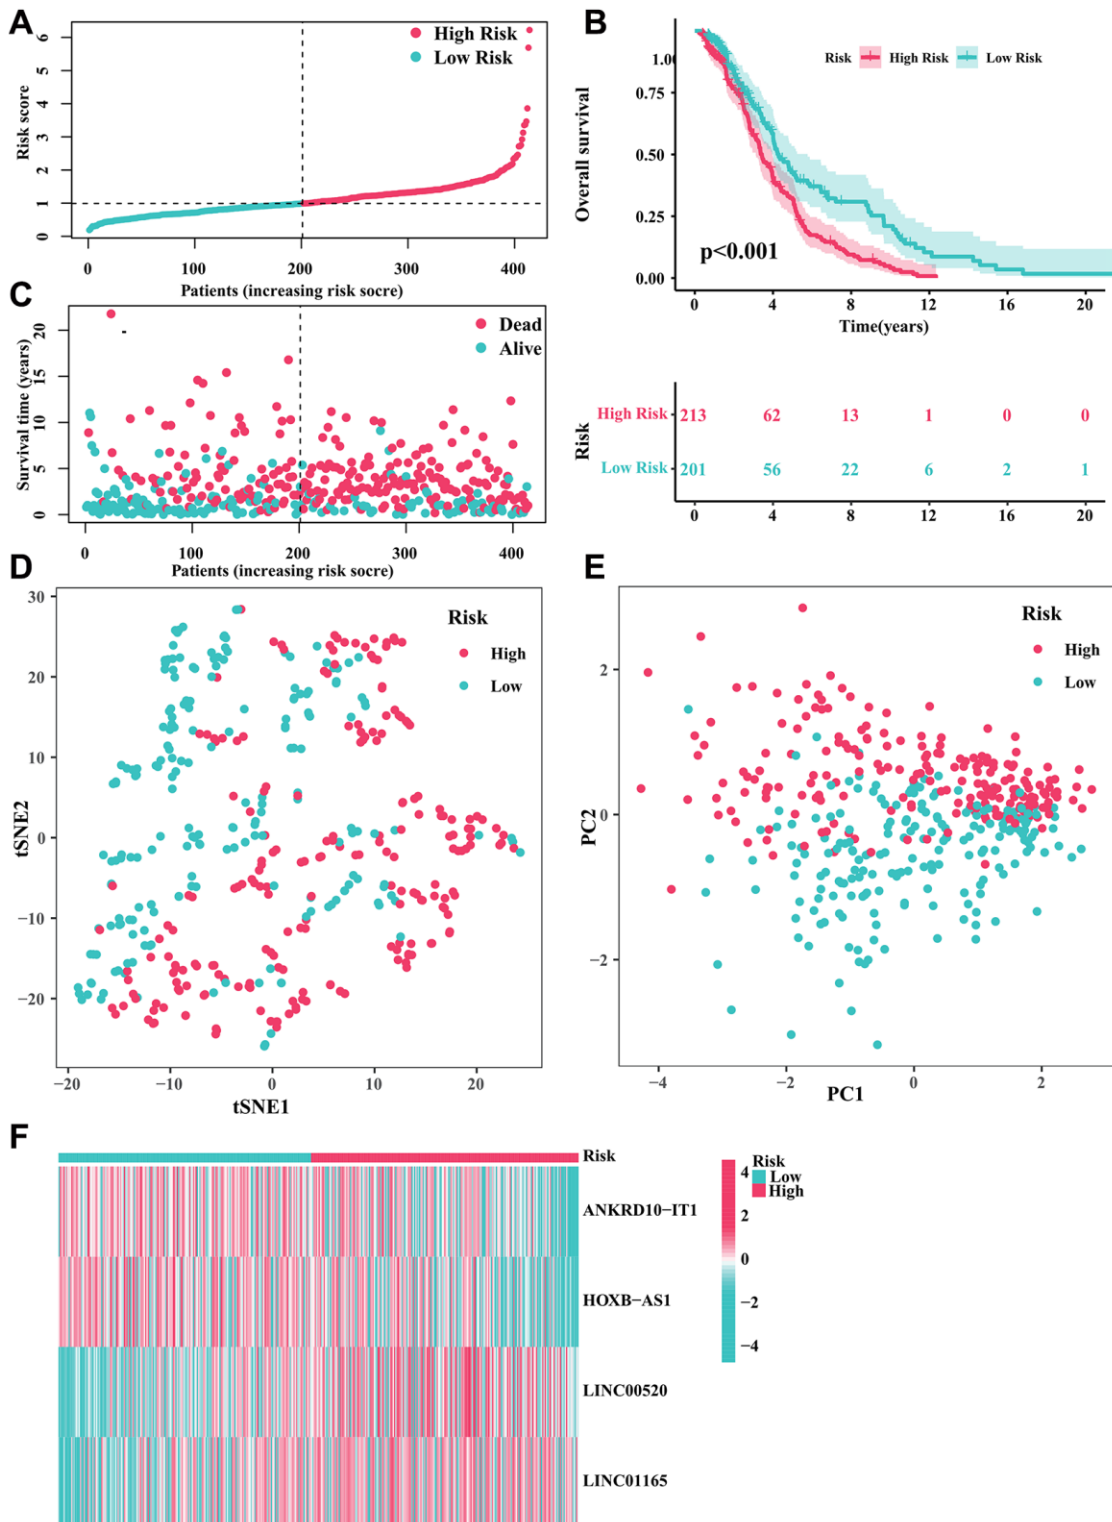 A
High Risk
Low Risk
Risk score
6
5
4
3
2
1
0
0
100
200
300
400
Patients (increasing risk socre)
B
Risk
High Risk
Low Risk
Overall survival
1.00
0.75
0.50
0.25
0.00
p<0.001
0
4
8
12
16
20
Time(years)
Risk
High Risk
213
62
13
1
0
0
Low Risk
201
56
22
6
2
1
0
4
8
12
16
20
C
Dead
Alive
Survival time (years)
20
15
10
5
0
0
100
200
300
400
Patients (increasing risk socre)
D
Risk
High
Low
tSNE2
30
20
10
0
−10
−20
−20
−10
0
10
20
tSNE1
E
Risk
High
Low
PC2
2
0
−2
−4
−2
0
2
PC1
F
Risk
ANKRD10−IT1
HOXB−AS1
LINC00520
LINC01165
4
2
0
−2
−4
Risk
Low
High